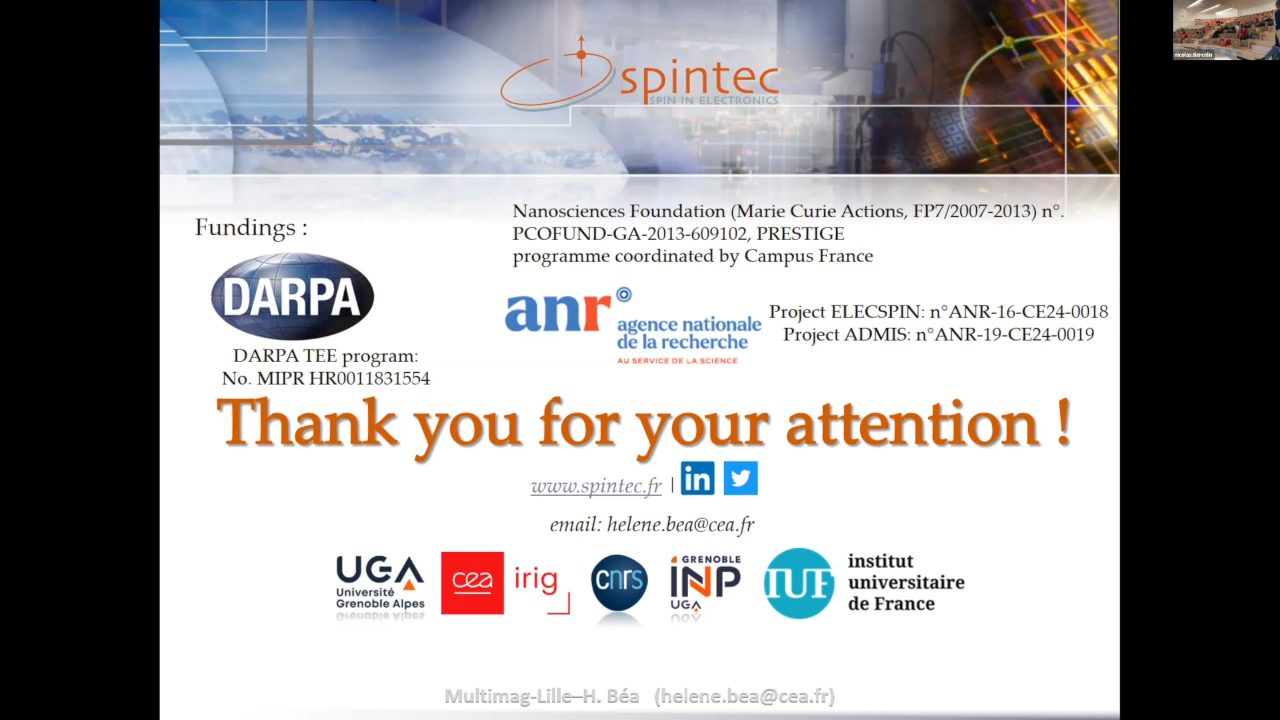 nicolas.tiercelin
spintec
SPIN IN ELECTRONICS
Fundings :
Nanosciences Foundation (Marie Curie Actions, FP7/2007-2013) n°.
PCOFUND-GA-2013-609102, PRESTIGE
programme coordinated by Campus France
DARPA
DARPA TEE program:
No. MIPR HR0011831554
anr
agence nationale
de la recherche
AU SERVICE DE LA SCIENCE
Project ELECSPIN: n°ANR-16-CE24-0018
Project ADMIS: n°ANR-19-CE24-0019
Thank you for your attention !
www.spintec.fr | in
email: helene.bea@cea.fr
UGA
Université
Grenoble Alpes
cea irig
cnrs
GRENOBLE
INP
UGA
IUF
institut
universitaire
de France
Multimag-Lille–H. Béa (helene.bea@cea.fr)